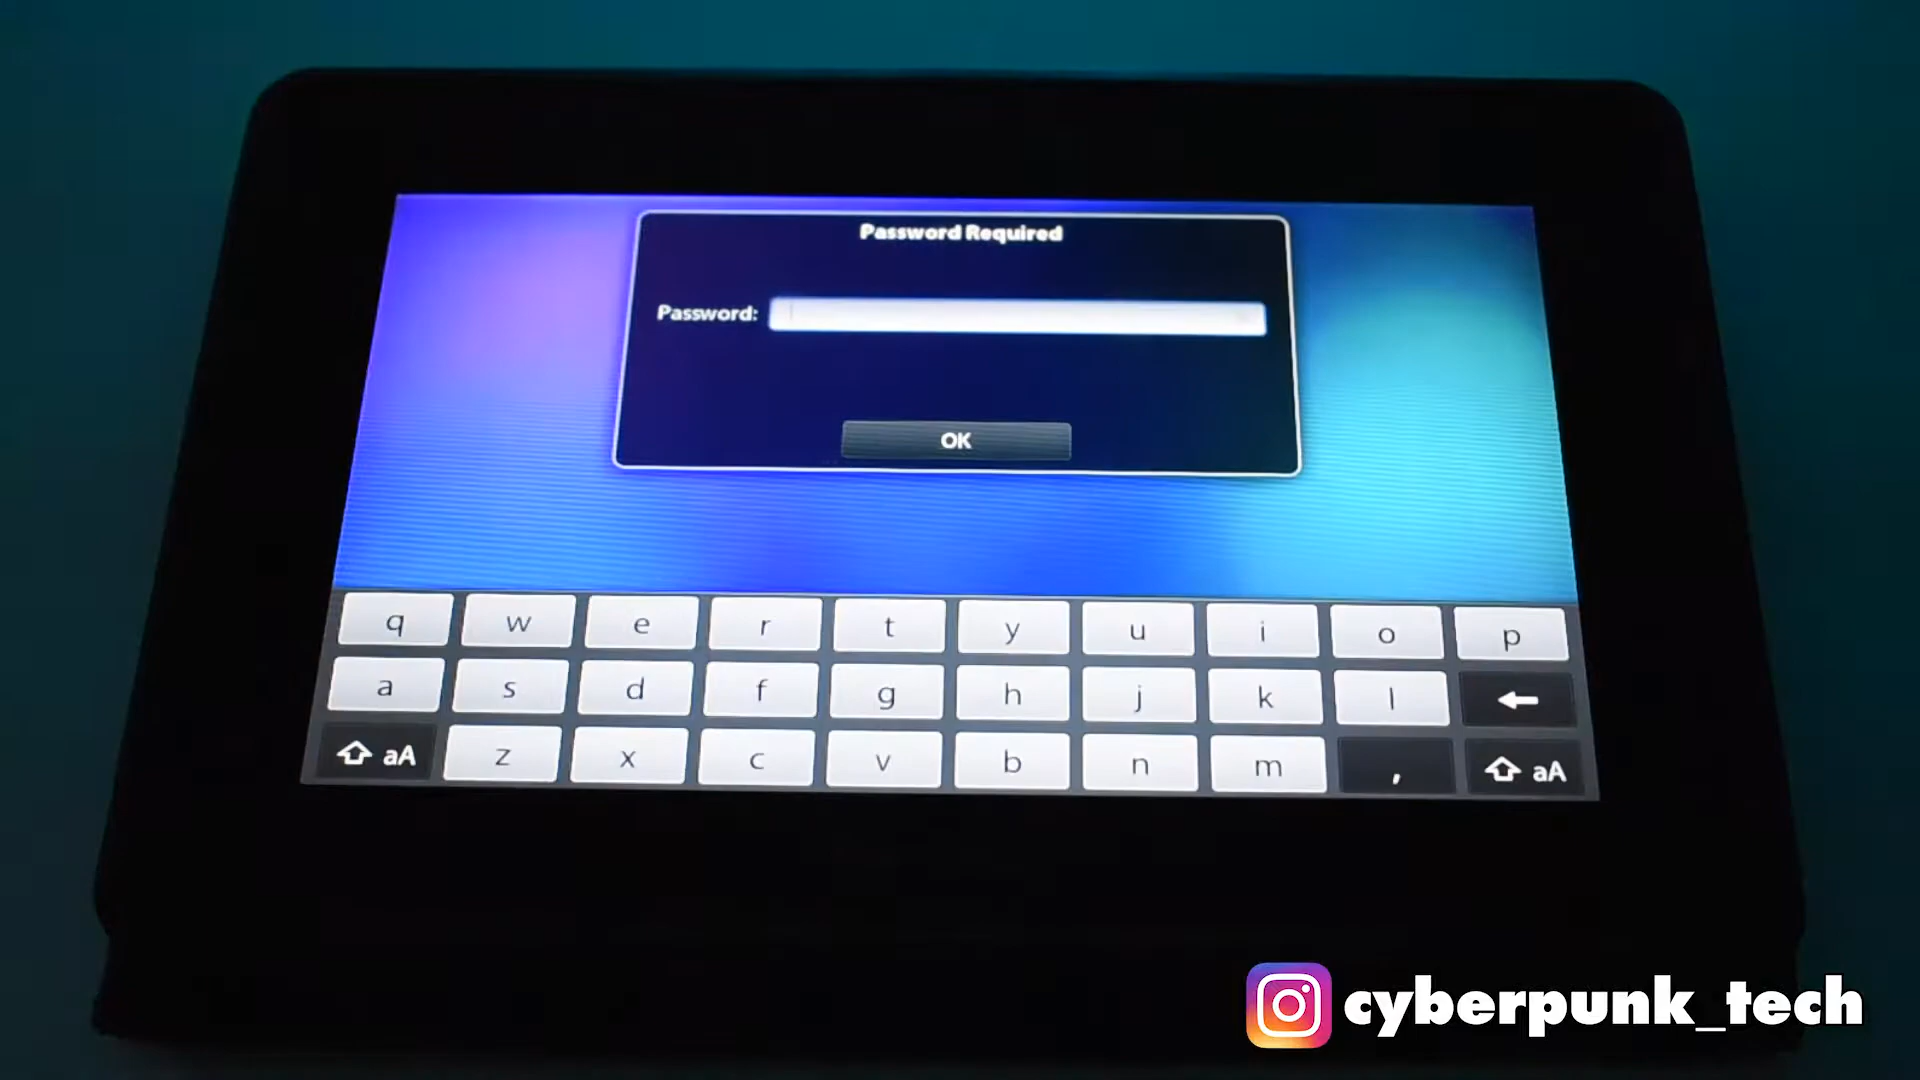 Password Required
Password:
OK
q w e r t y u i o p
a s d f g h j k l
aA z x c v b n m , aA
cyberpunk_tech